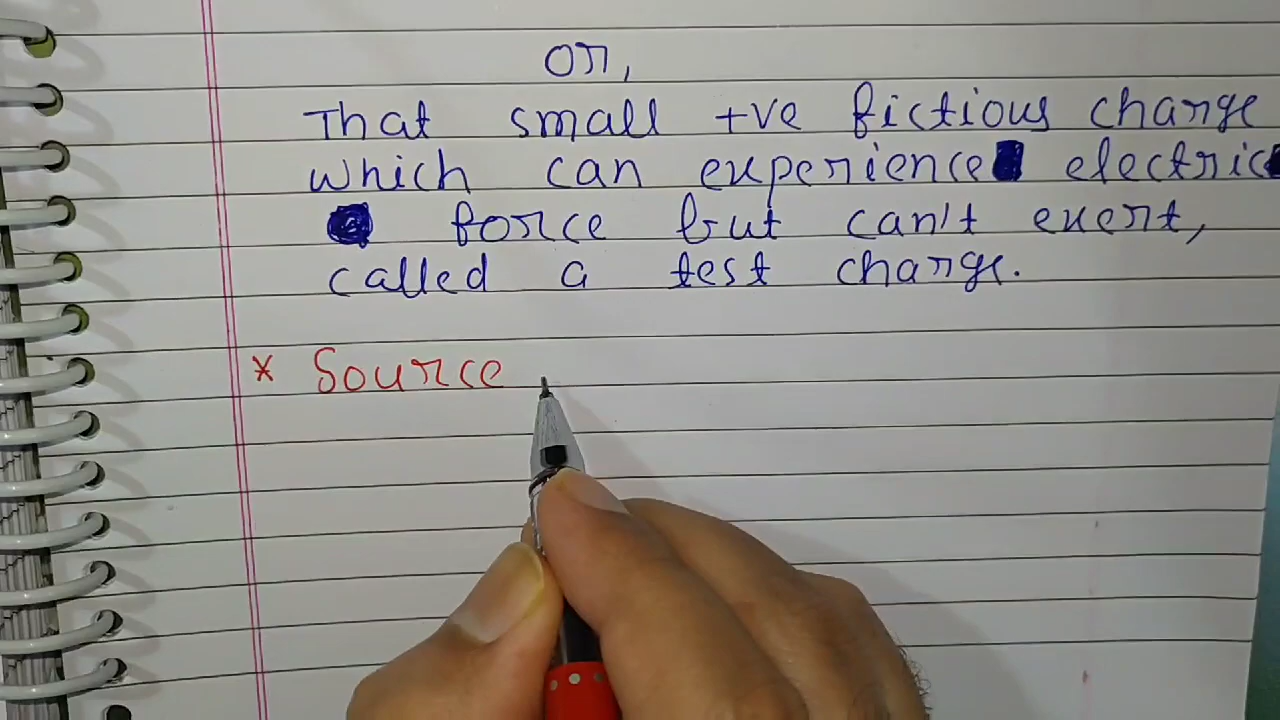 or,
That small +ve fictious charge
which can experience electric
force but can't exert,
called a test charge.
* Source